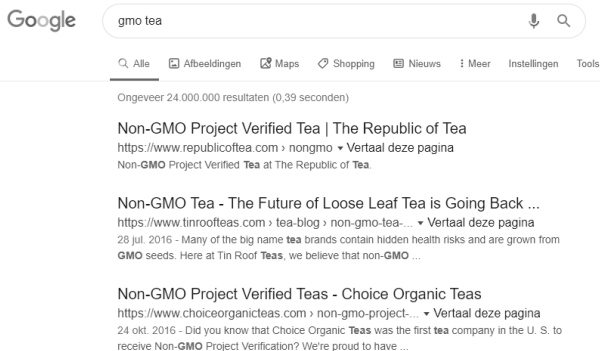 Google gmo tea
Alle Afbeeldingen Maps Shopping Nieuws Meer Instellingen Tools
Ongeveer 24.000.000 resultaten (0,39 seconden)
Non-GMO Project Verified Tea | The Republic of Tea
https://www.republicoftea.com › nongmo ▾ Vertaal deze pagina
Non-GMO Project Verified Tea at The Republic of Tea.
Non-GMO Tea - The Future of Loose Leaf Tea is Going Back ...
https://www.tinroofteas.com › tea-blog › non-gmo-tea-... ▾ Vertaal deze pagina
28 jul. 2016 - Many of the big name tea brands contain hidden health risks and are grown from
GMO seeds. Here at Tin Roof Teas, we believe that non-GMO ...
Non-GMO Project Verified Teas - Choice Organic Teas
https://www.choiceorganicteas.com › non-gmo-project-... ▾ Vertaal deze pagina
24 okt. 2016 - Did you know that Choice Organic Teas was the first tea company in the U. S. to
receive Non-GMO Project Verification? We're proud to have ...